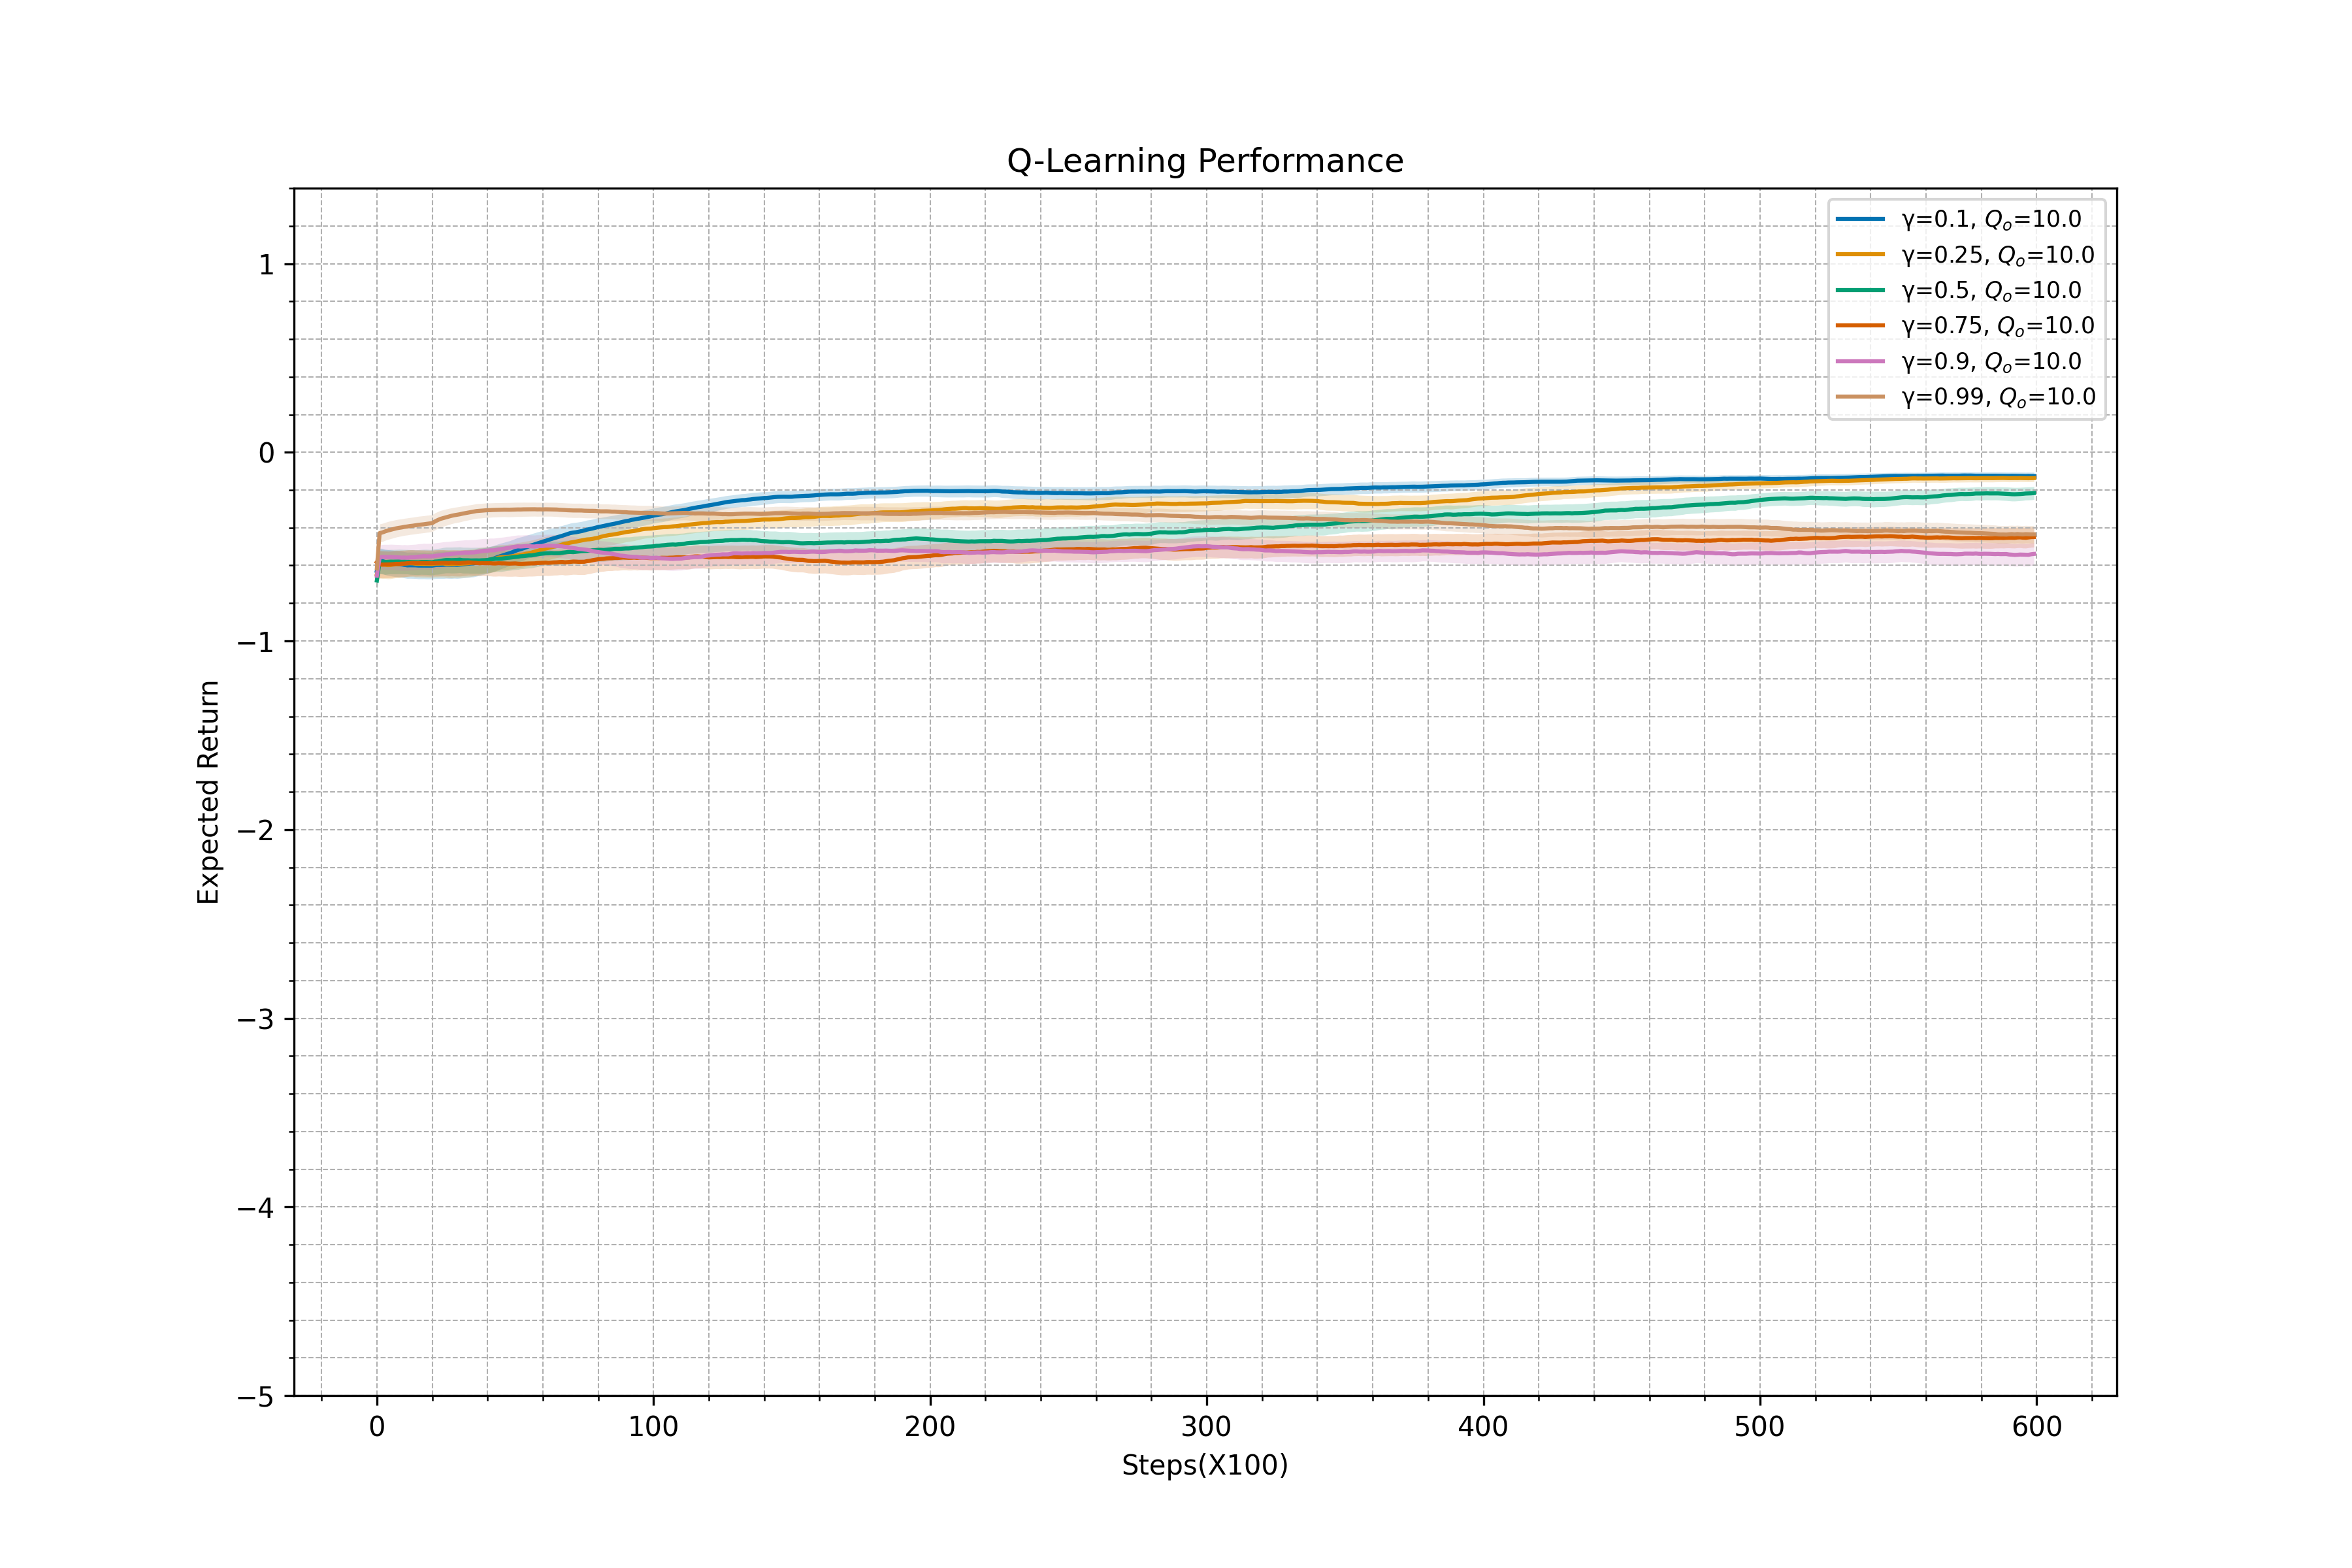 Q-Learning Performance
γ=0.1, Qₒ=10.0
γ=0.25, Qₒ=10.0
γ=0.5, Qₒ=10.0
γ=0.75, Qₒ=10.0
γ=0.9, Qₒ=10.0
γ=0.99, Qₒ=10.0
1
0
−1
−2
−3
−4
−5
Expected Return
0 100 200 300 400 500 600
Steps(X100)